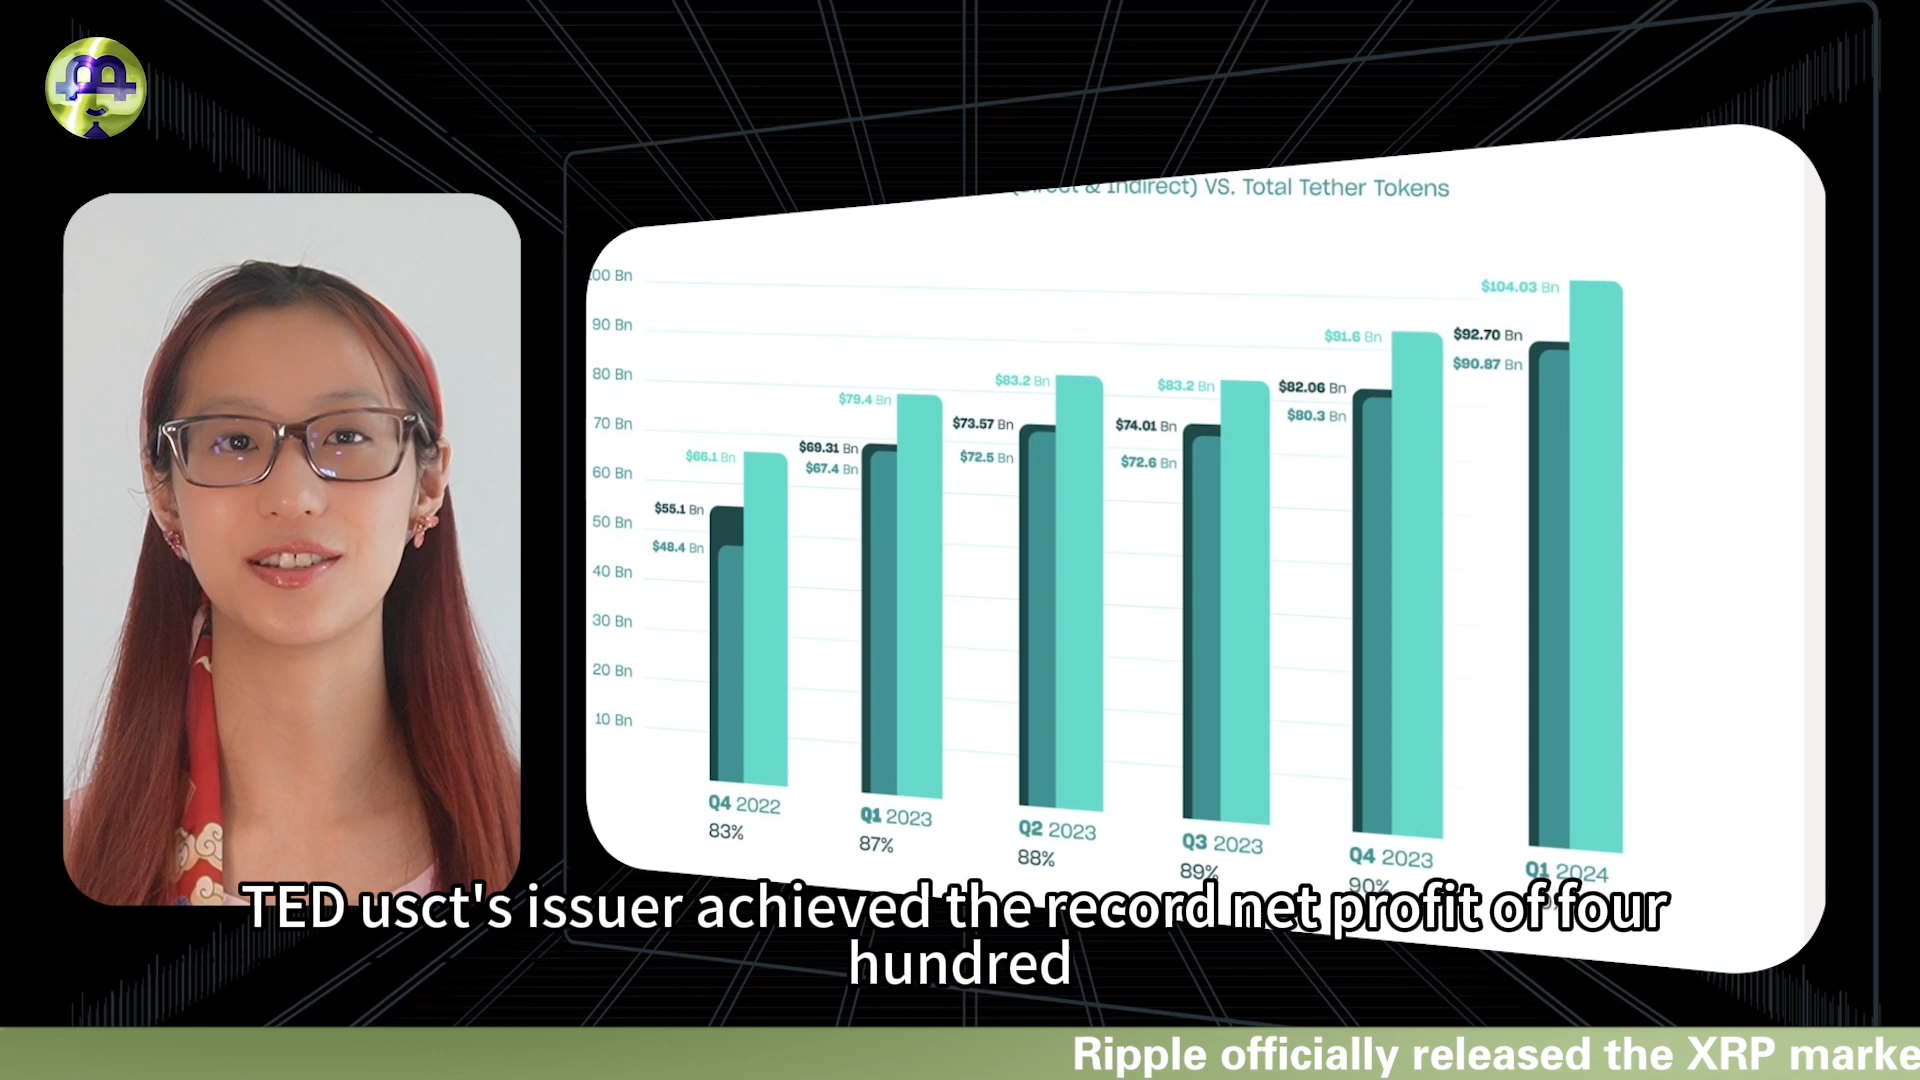 & Indirect) VS. Total Tether Tokens
00 Bn
90 Bn
80 Bn
70 Bn
60 Bn
50 Bn
40 Bn
30 Bn
20 Bn
10 Bn
$66.1 Bn
$55.1 Bn
$48.4 Bn
Q4 2022
83%
$79.4 Bn
$69.31 Bn
$67.4 Bn
Q1 2023
87%
$83.2 Bn
$73.57 Bn
$72.5 Bn
Q2 2023
88%
$83.2 Bn
$74.01 Bn
$72.6 Bn
Q3 2023
89%
$91.6 Bn
$82.06 Bn
$80.3 Bn
Q4 2023
90%
$104.03 Bn
$92.70 Bn
$90.87 Bn
Q1 2024
TED usct's issuer achieved the record net profit of four
hundred
Ripple officially released the XRP marke